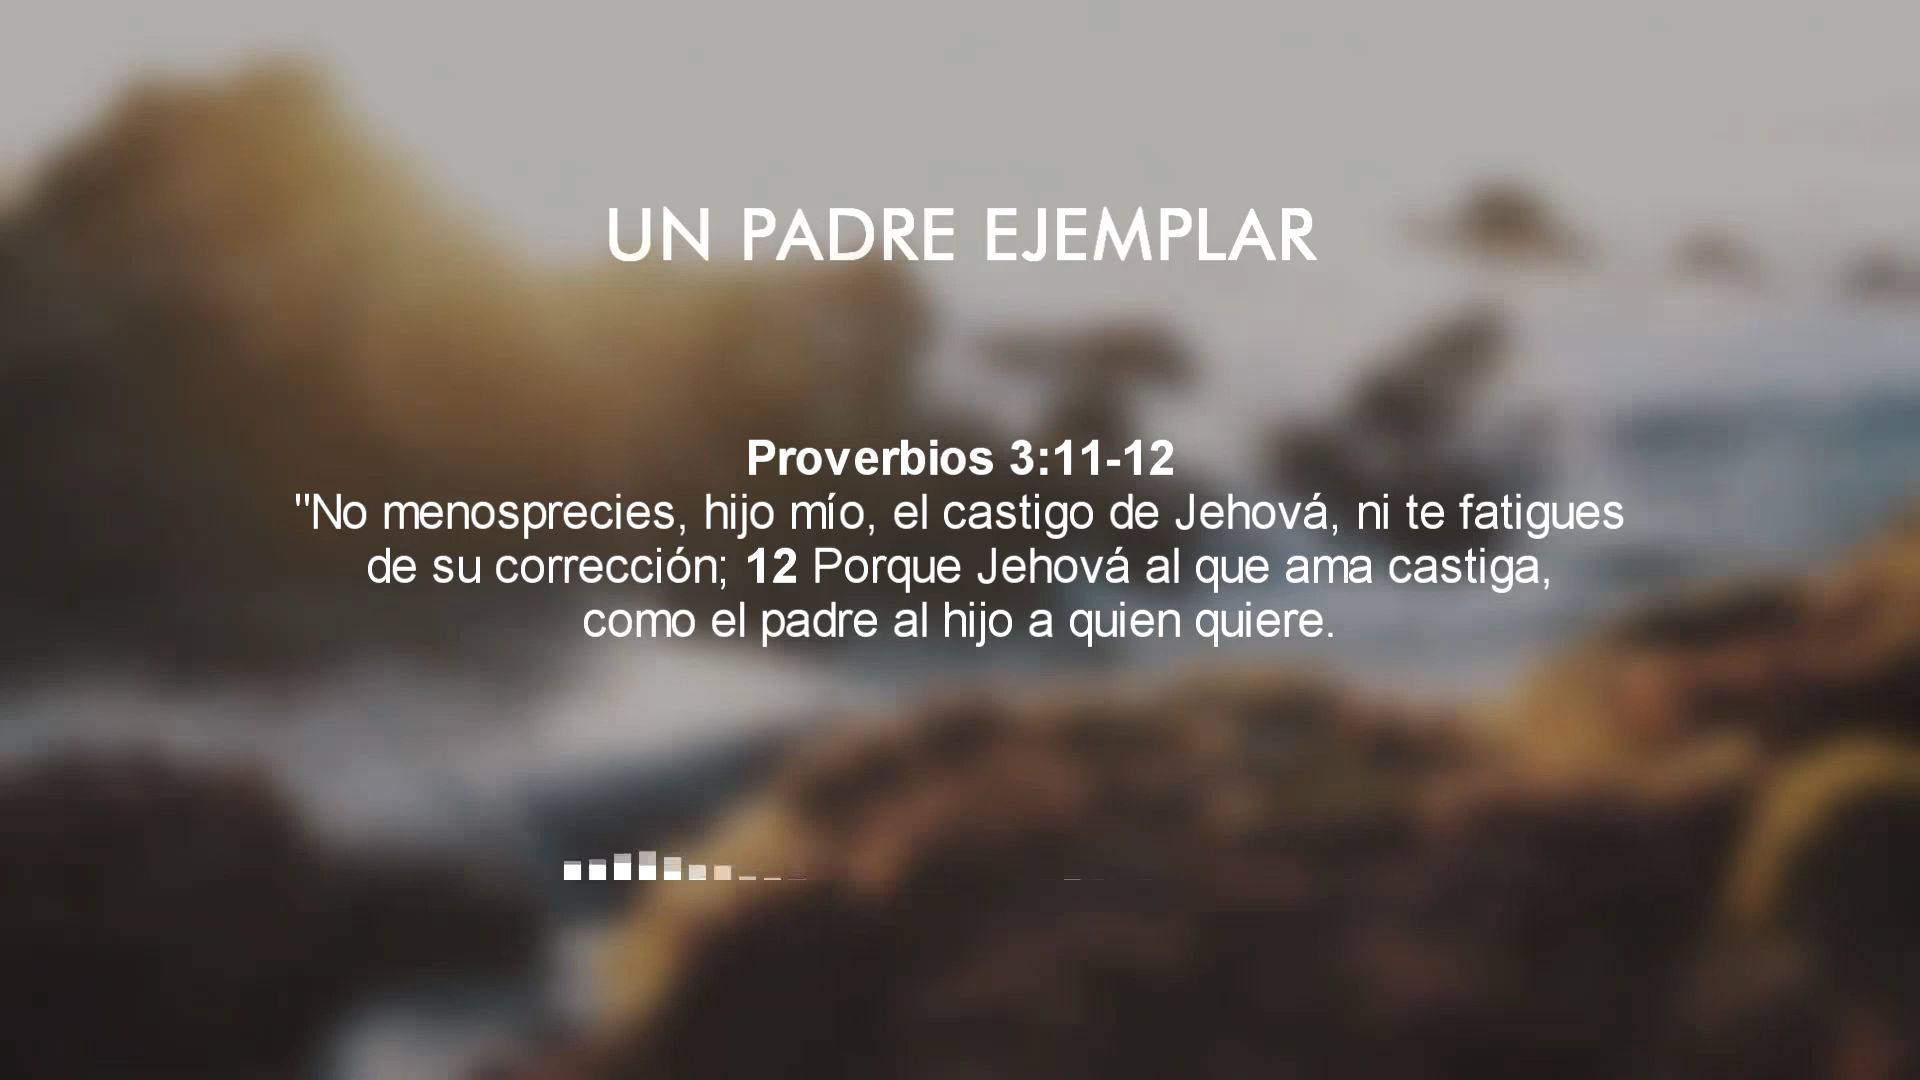 UN PADRE EJEMPLAR
Proverbios 3:11-12
"No menosprecies, hijo mío, el castigo de Jehová, ni te fatigues
de su corrección; 12 Porque Jehová al que ama castiga,
como el padre al hijo a quien quiere.